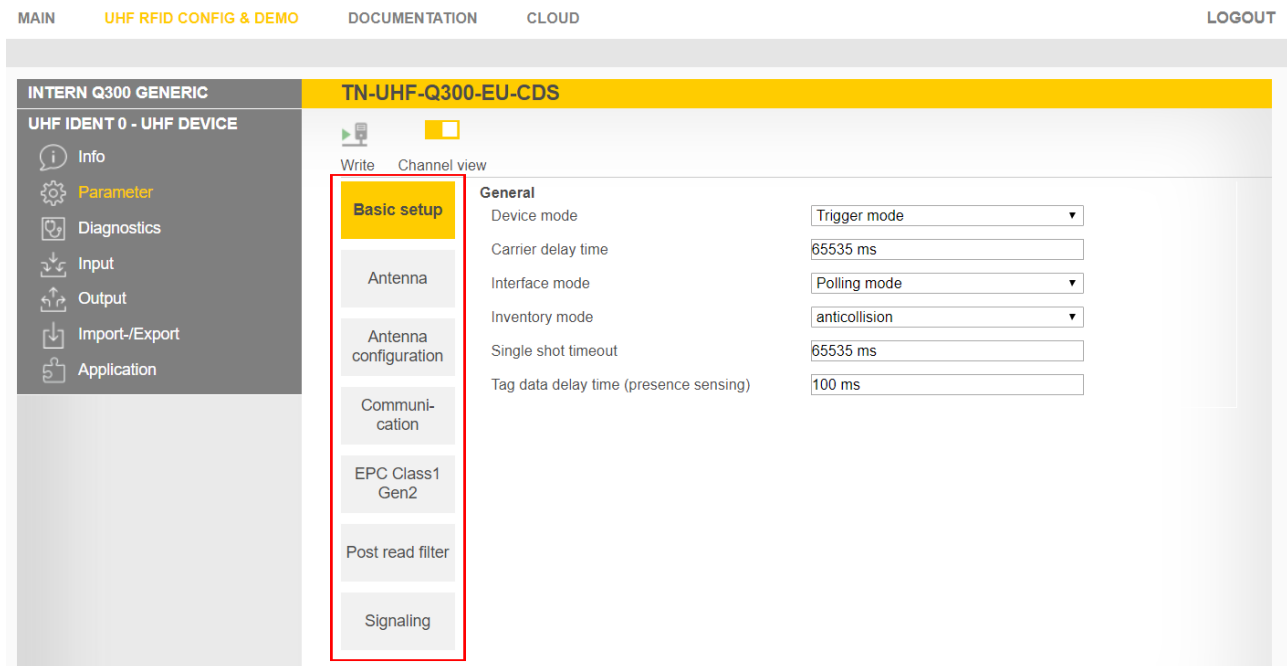 MAIN UHF RFID CONFIG & DEMO DOCUMENTATION CLOUD LOGOUT
INTERN Q300 GENERIC
UHF IDENT 0 - UHF DEVICE
Info
Parameter
Diagnostics
Input
Output
Import-/Export
Application
TN-UHF-Q300-EU-CDS
Write Channel view
Basic setup
Antenna
Antenna
configuration
Communi-
cation
EPC Class1
Gen2
Post read filter
Signaling
General
Device mode Trigger mode
Carrier delay time 65535 ms
Interface mode Polling mode
Inventory mode anticollision
Single shot timeout 65535 ms
Tag data delay time (presence sensing) 100 ms